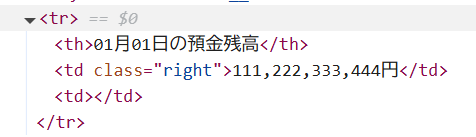 ▼<tr> == $0
<th>01月01日の預金残高</th>
<td class="right">111,222,333,444円</td>
<td></td>
</tr>